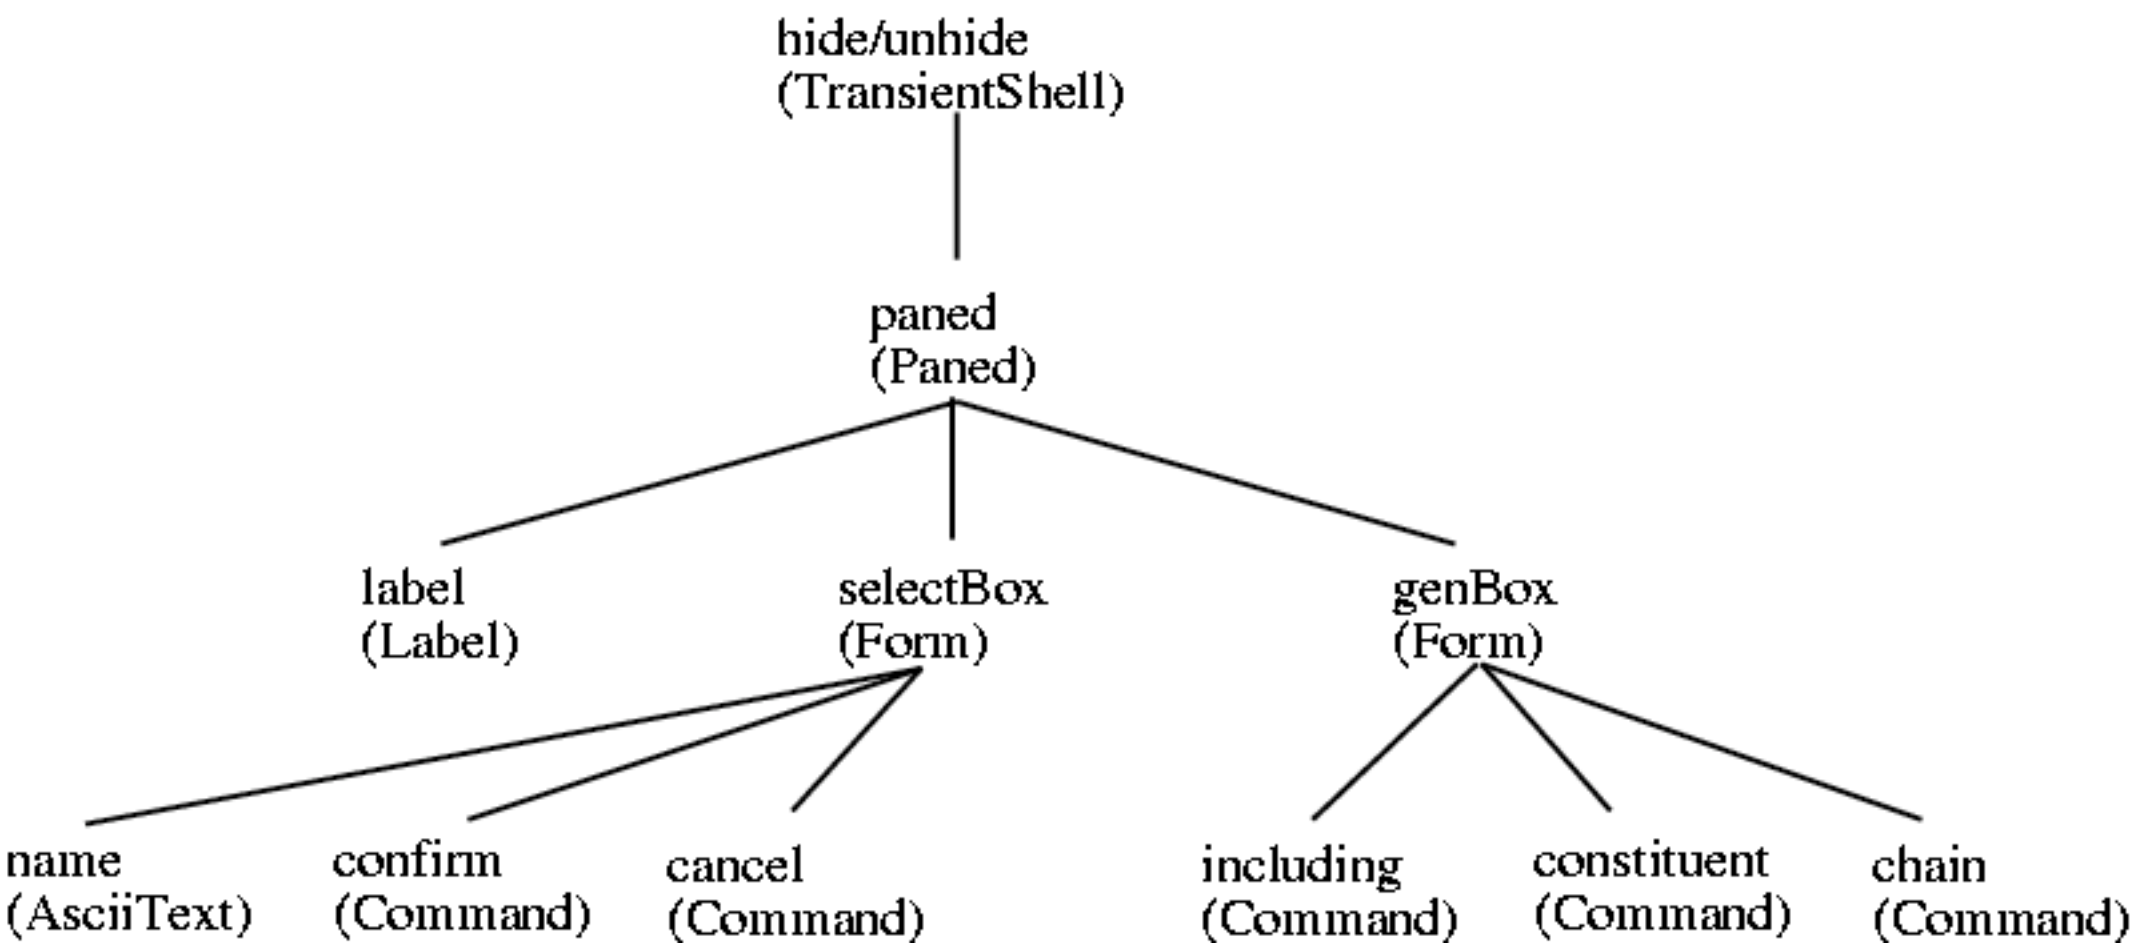 hide/unhide
(TransientShell)
paned
(Paned)
label
(Label)
selectBox
(Form)
genBox
(Form)
name
(AsciiText)
confirm
(Command)
cancel
(Command)
including
(Command)
constituent
(Command)
chain
(Command)